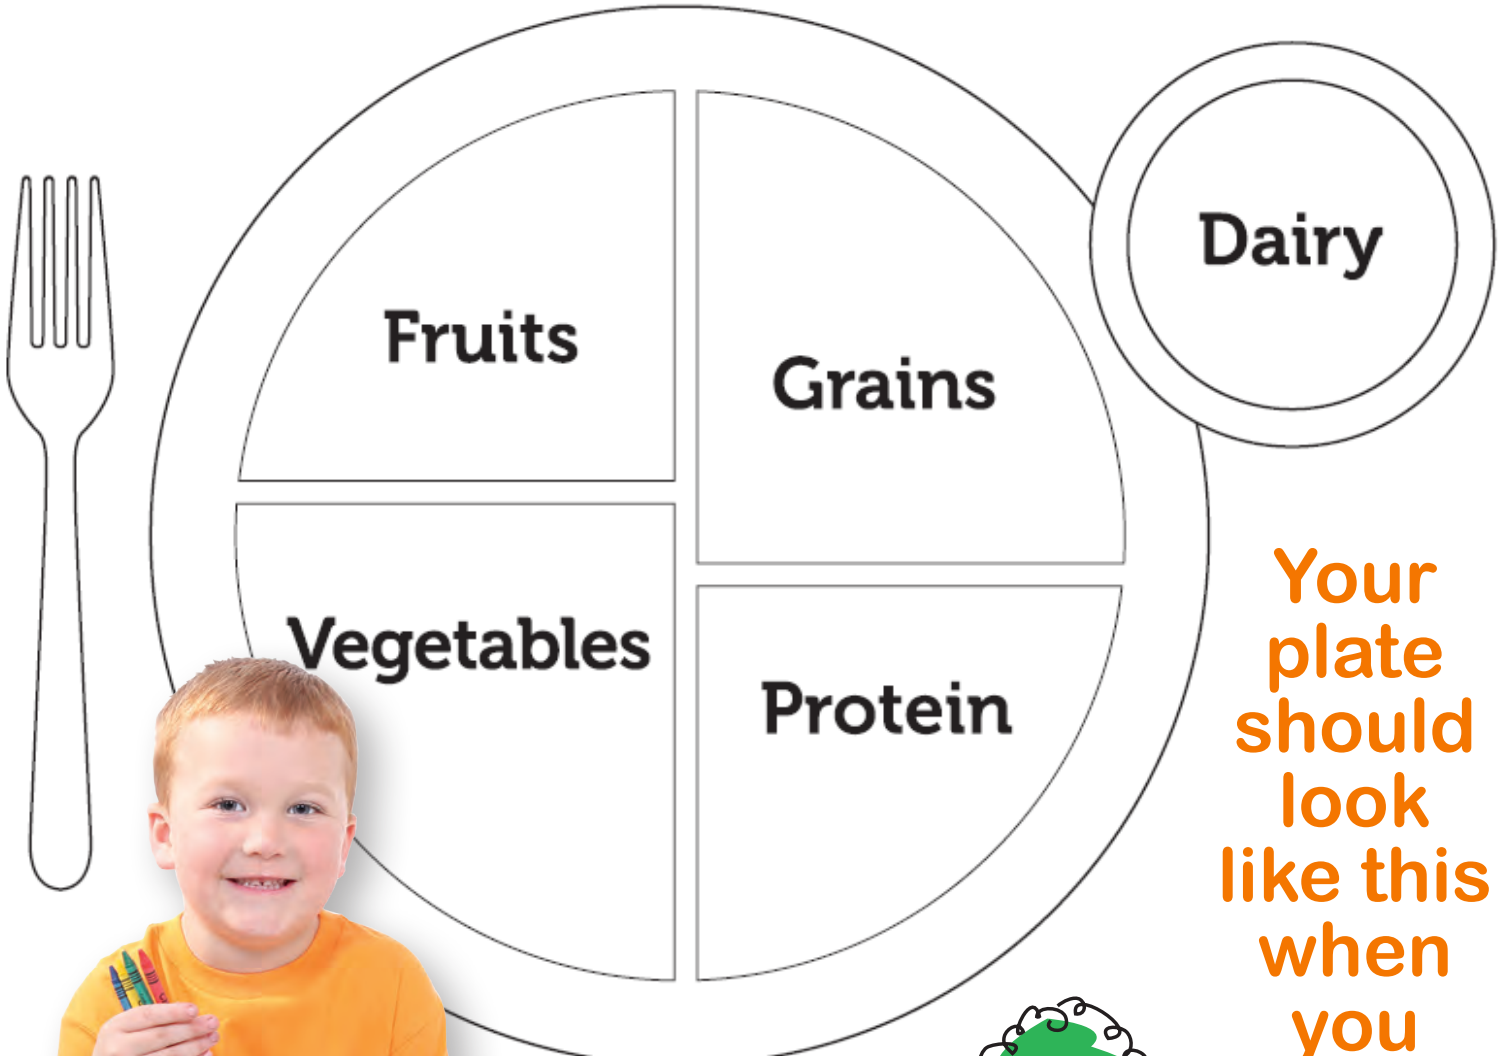 Dairy
Fruits
Grains
Vegetables
Protein
Your
plate
should
look
like this
when
you